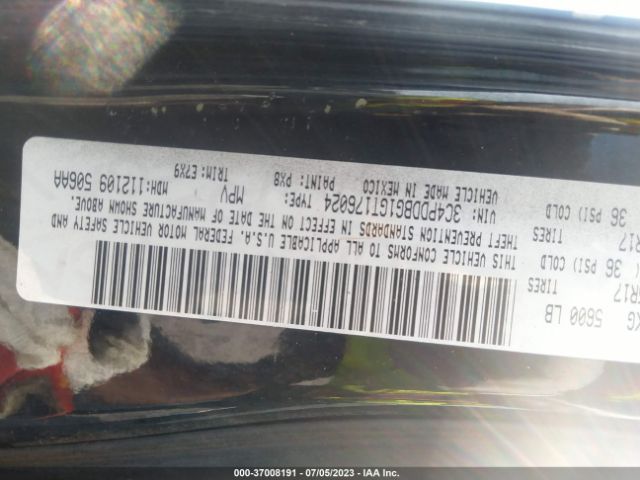 5600 LB
KG
TIRES
R17
36 PSI) COLD
TIRES
R17
36 PSI) COLD
THIS VEHICLE CONFORMS TO ALL APPLICABLE U.S.A. FEDERAL MOTOR VEHICLE SAFETY AND
THEFT PREVENTION STANDARDS IN EFFECT ON THE DATE OF MANUFACTURE SHOWN ABOVE.
VIN: 3C4PDDBG1GT176024 TYPE: MPV MDH:112109 506AA
VEHICLE MADE IN MEXICO PAINT: PX8 TRIM: E7X9
000-37008191 - 07/05/2023 - IAA Inc.